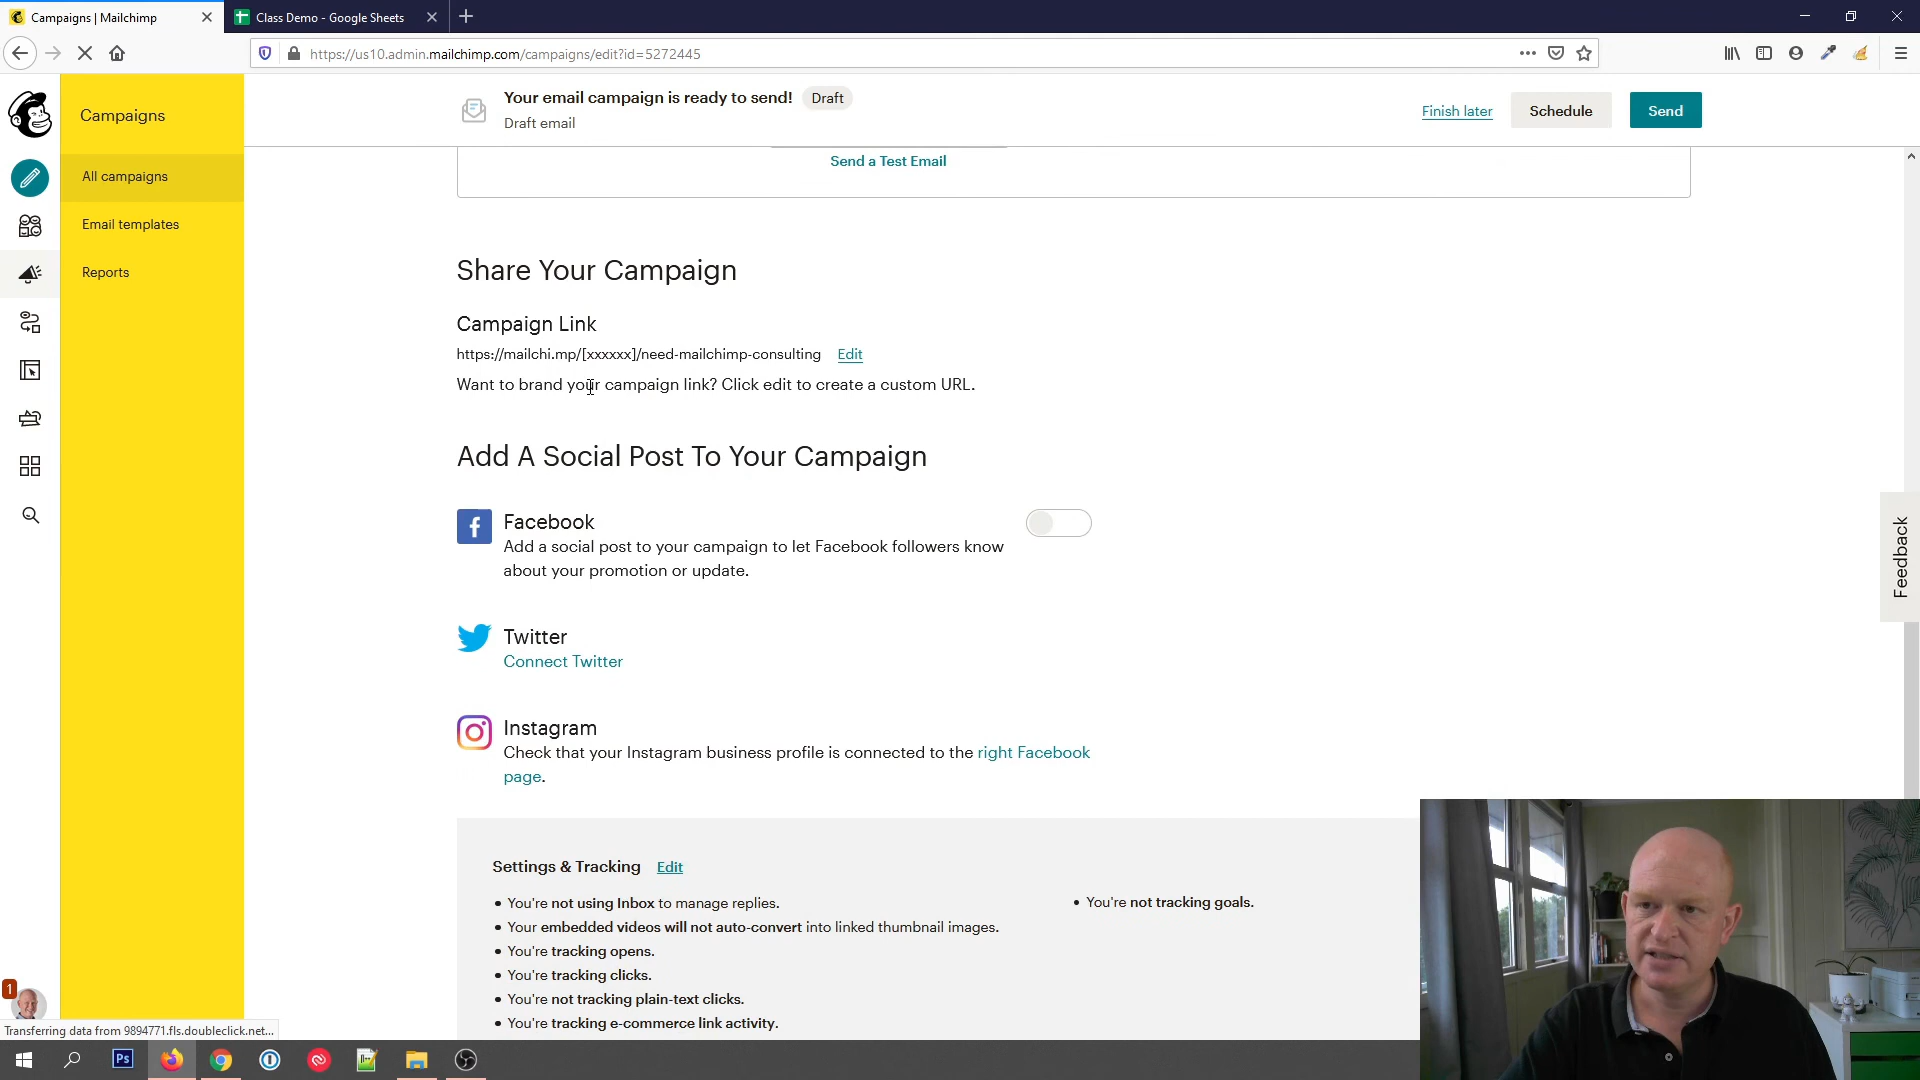 Campaigns | Mailchimp
Class Demo - Google Sheets
https://us10.admin.mailchimp.com/campaigns/edit?id=5272445
Campaigns
All campaigns
Email templates
Reports
Your email campaign is ready to send! Draft
Draft email
Finish later
Schedule
Send
Send a Test Email
Share Your Campaign
Campaign Link
https://mailchi.mp/[xxxxxx]/need-mailchimp-consulting Edit
Want to brand your campaign link? Click edit to create a custom URL.
Add A Social Post To Your Campaign
Facebook
Add a social post to your campaign to let Facebook followers know
about your promotion or update.
Twitter
Connect Twitter
Instagram
Check that your Instagram business profile is connected to the right Facebook
page.
Settings & Tracking Edit
• You're not using Inbox to manage replies.
• Your embedded videos will not auto-convert into linked thumbnail images.
• You're tracking opens.
• You're tracking clicks.
• You're not tracking plain-text clicks.
• You're tracking e-commerce link activity.
• You're not tracking goals.
Feedback
1
Transferring data from 9894771.fls.doubleclick.net...
Ps